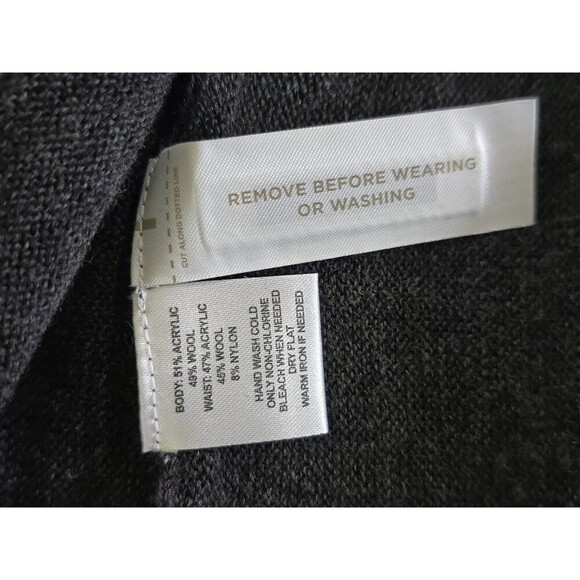 REMOVE BEFORE WEARING
OR WASHING
CUT ALONG DOTTED LINE
BODY: 51% ACRYLIC
49% WOOL
WAIST: 47% ACRYLIC
45% WOOL
8% NYLON
HAND WASH COLD
ONLY NON-CHLORINE
BLEACH WHEN NEEDED
DRY FLAT
WARM IRON IF NEEDED